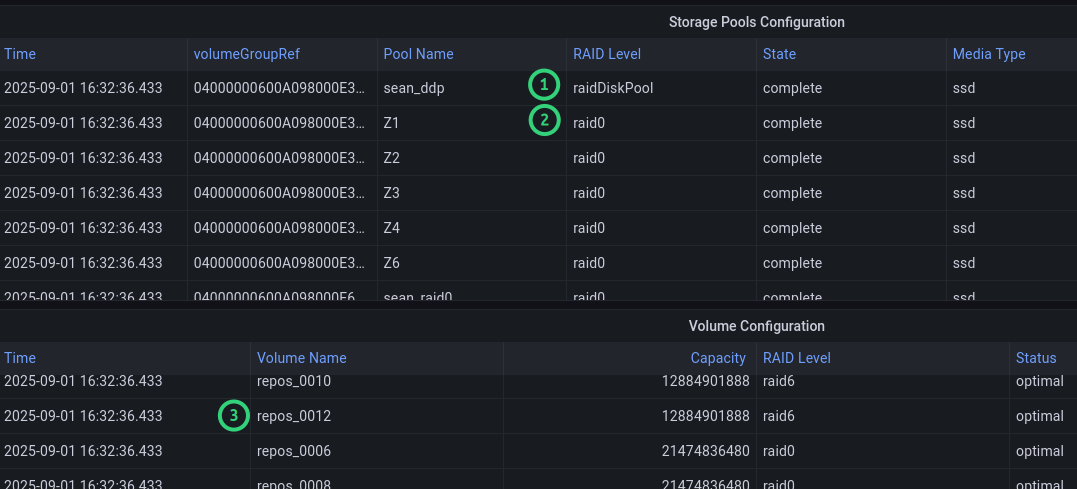 Storage Pools Configuration
Time volumeGroupRef Pool Name RAID Level State Media Type
2025-09-01 16:32:36.433 04000000600A098000E3... sean_ddp 1 raidDiskPool complete ssd
2025-09-01 16:32:36.433 04000000600A098000E3... Z1 2 raid0 complete ssd
2025-09-01 16:32:36.433 04000000600A098000E3... Z2 raid0 complete ssd
2025-09-01 16:32:36.433 04000000600A098000E3... Z3 raid0 complete ssd
2025-09-01 16:32:36.433 04000000600A098000E3... Z4 raid0 complete ssd
2025-09-01 16:32:36.433 04000000600A098000E3... Z6 raid0 complete ssd
2025-09-01 16:32:36.433 04000000600A098000E6 sean_raid0 raid0 complete ssd
Volume Configuration
Time Volume Name Capacity RAID Level Status
2025-09-01 16:32:36.433 repos_0010 12884901888 raid6 optimal
2025-09-01 16:32:36.433 3 repos_0012 12884901888 raid6 optimal
2025-09-01 16:32:36.433 repos_0006 21474836480 raid0 optimal
2025-09-01 16:32:36.433 repos_0008 21474836480 raid0 optimal